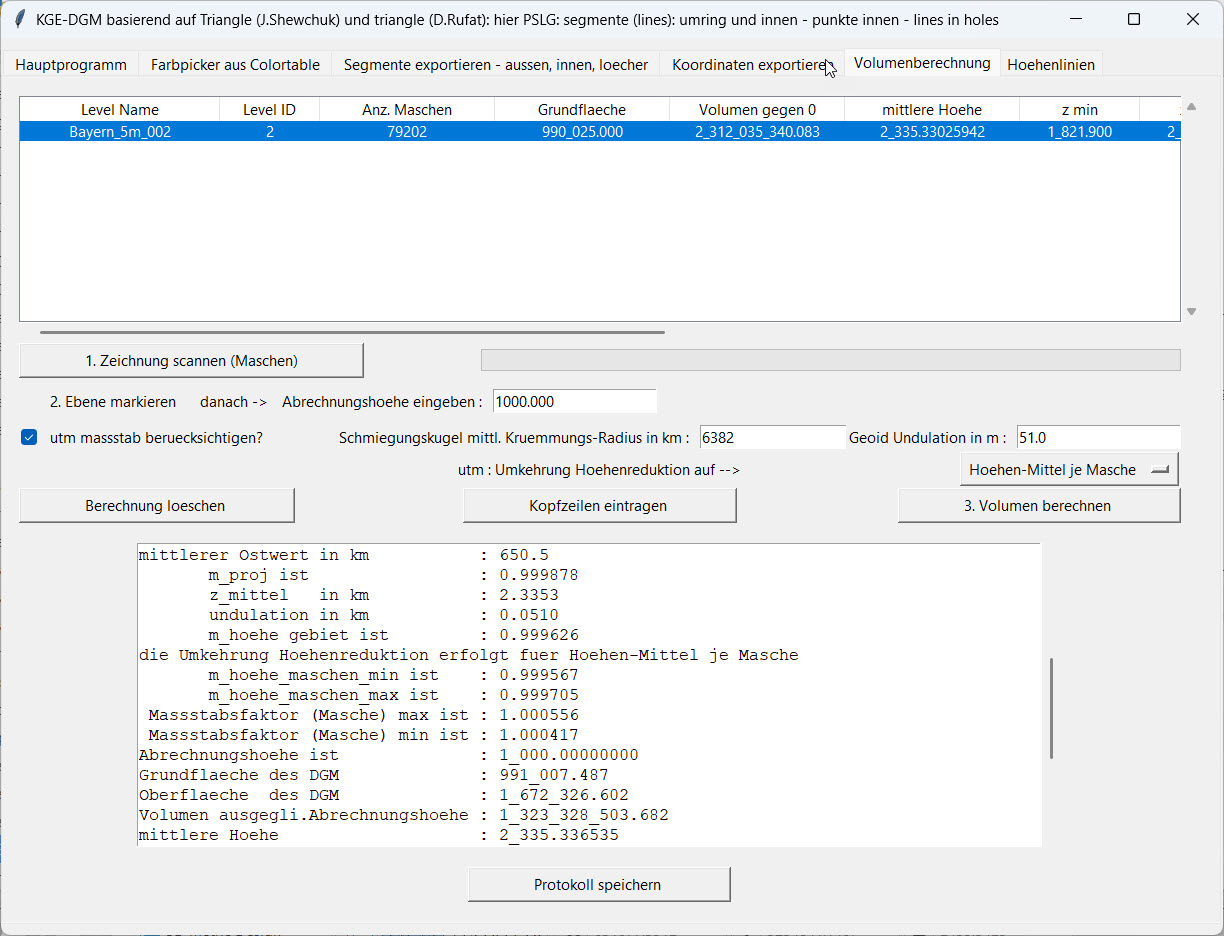 KGE-DGM basierend auf Triangle (J.Shewchuk) und triangle (D.Rufat): hier PSLG: segmente (lines): umring und innen - punkte innen - lines in holes
Hauptprogramm Farbpicker aus Colortable Segmente exportieren - aussen, innen, loecher Koordinaten exportieren Volumenberechnung Hoehenlinien
Level Name Level ID Anz. Maschen Grundflaeche Volumen gegen 0 mittlere Hoehe z min
Bayern_5m_002 2 79202 990_025.000 2_312_035_340.083 2_335.33025942 1_821.900 2_
1. Zeichnung scannen (Maschen)
2. Ebene markieren danach -> Abrechnungshoehe eingeben : 1000.000
utm massstab beruecksichtigen? Schmiegungskugel mittl. Kruemmungs-Radius in km : 6382 Geoid Undulation in m : 51.0
utm : Umkehrung Hoehenreduktion auf --> Hoehen-Mittel je Masche
Berechnung loeschen Kopfzeilen eintragen 3. Volumen berechnen
mittlerer Ostwert in km : 650.5
m_proj ist : 0.999878
z_mittel in km : 2.3353
undulation in km : 0.0510
m_hoehe gebiet ist : 0.999626
die Umkehrung Hoehenreduktion erfolgt fuer Hoehen-Mittel je Masche
m_hoehe_maschen_min ist : 0.999567
m_hoehe_maschen_max ist : 0.999705
Massstabsfaktor (Masche) max ist : 1.000556
Massstabsfaktor (Masche) min ist : 1.000417
Abrechnungshoehe ist : 1_000.00000000
Grundflaeche des DGM : 991_007.487
Oberflaeche des DGM : 1_672_326.602
Volumen ausgegli.Abrechnungshoehe : 1_323_328_503.682
mittlere Hoehe : 2_335.336535
Protokoll speichern